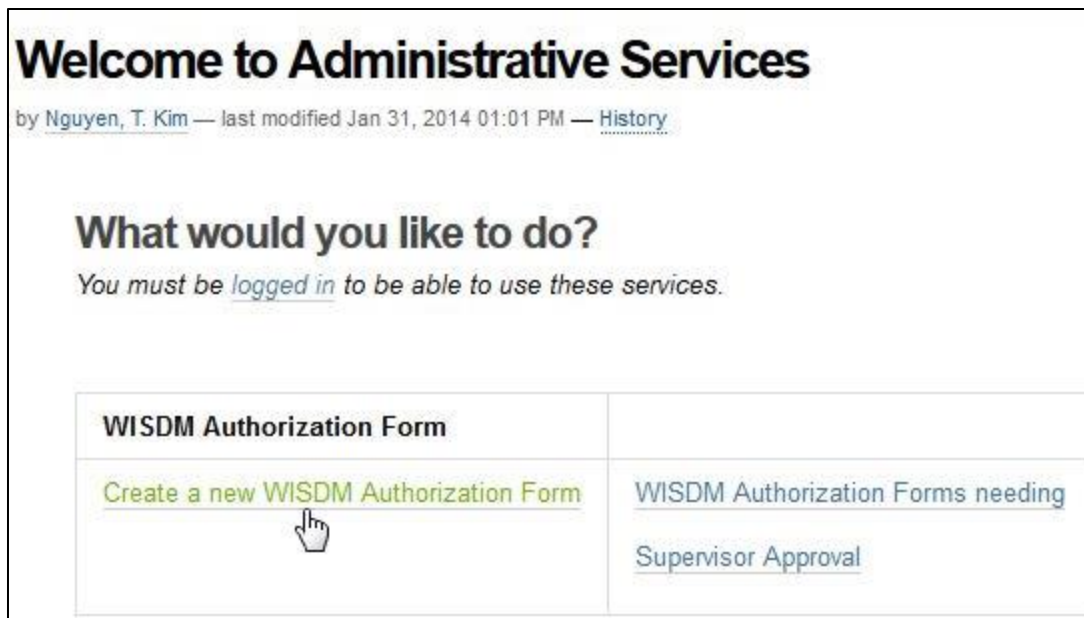 Welcome to Administrative Services
by Nguyen, T. Kim — last modified Jan 31, 2014 01:01 PM — History
What would you like to do?
You must be logged in to be able to use these services.
WISDM Authorization Form
Create a new WISDM Authorization Form
WISDM Authorization Forms needing
Supervisor Approval